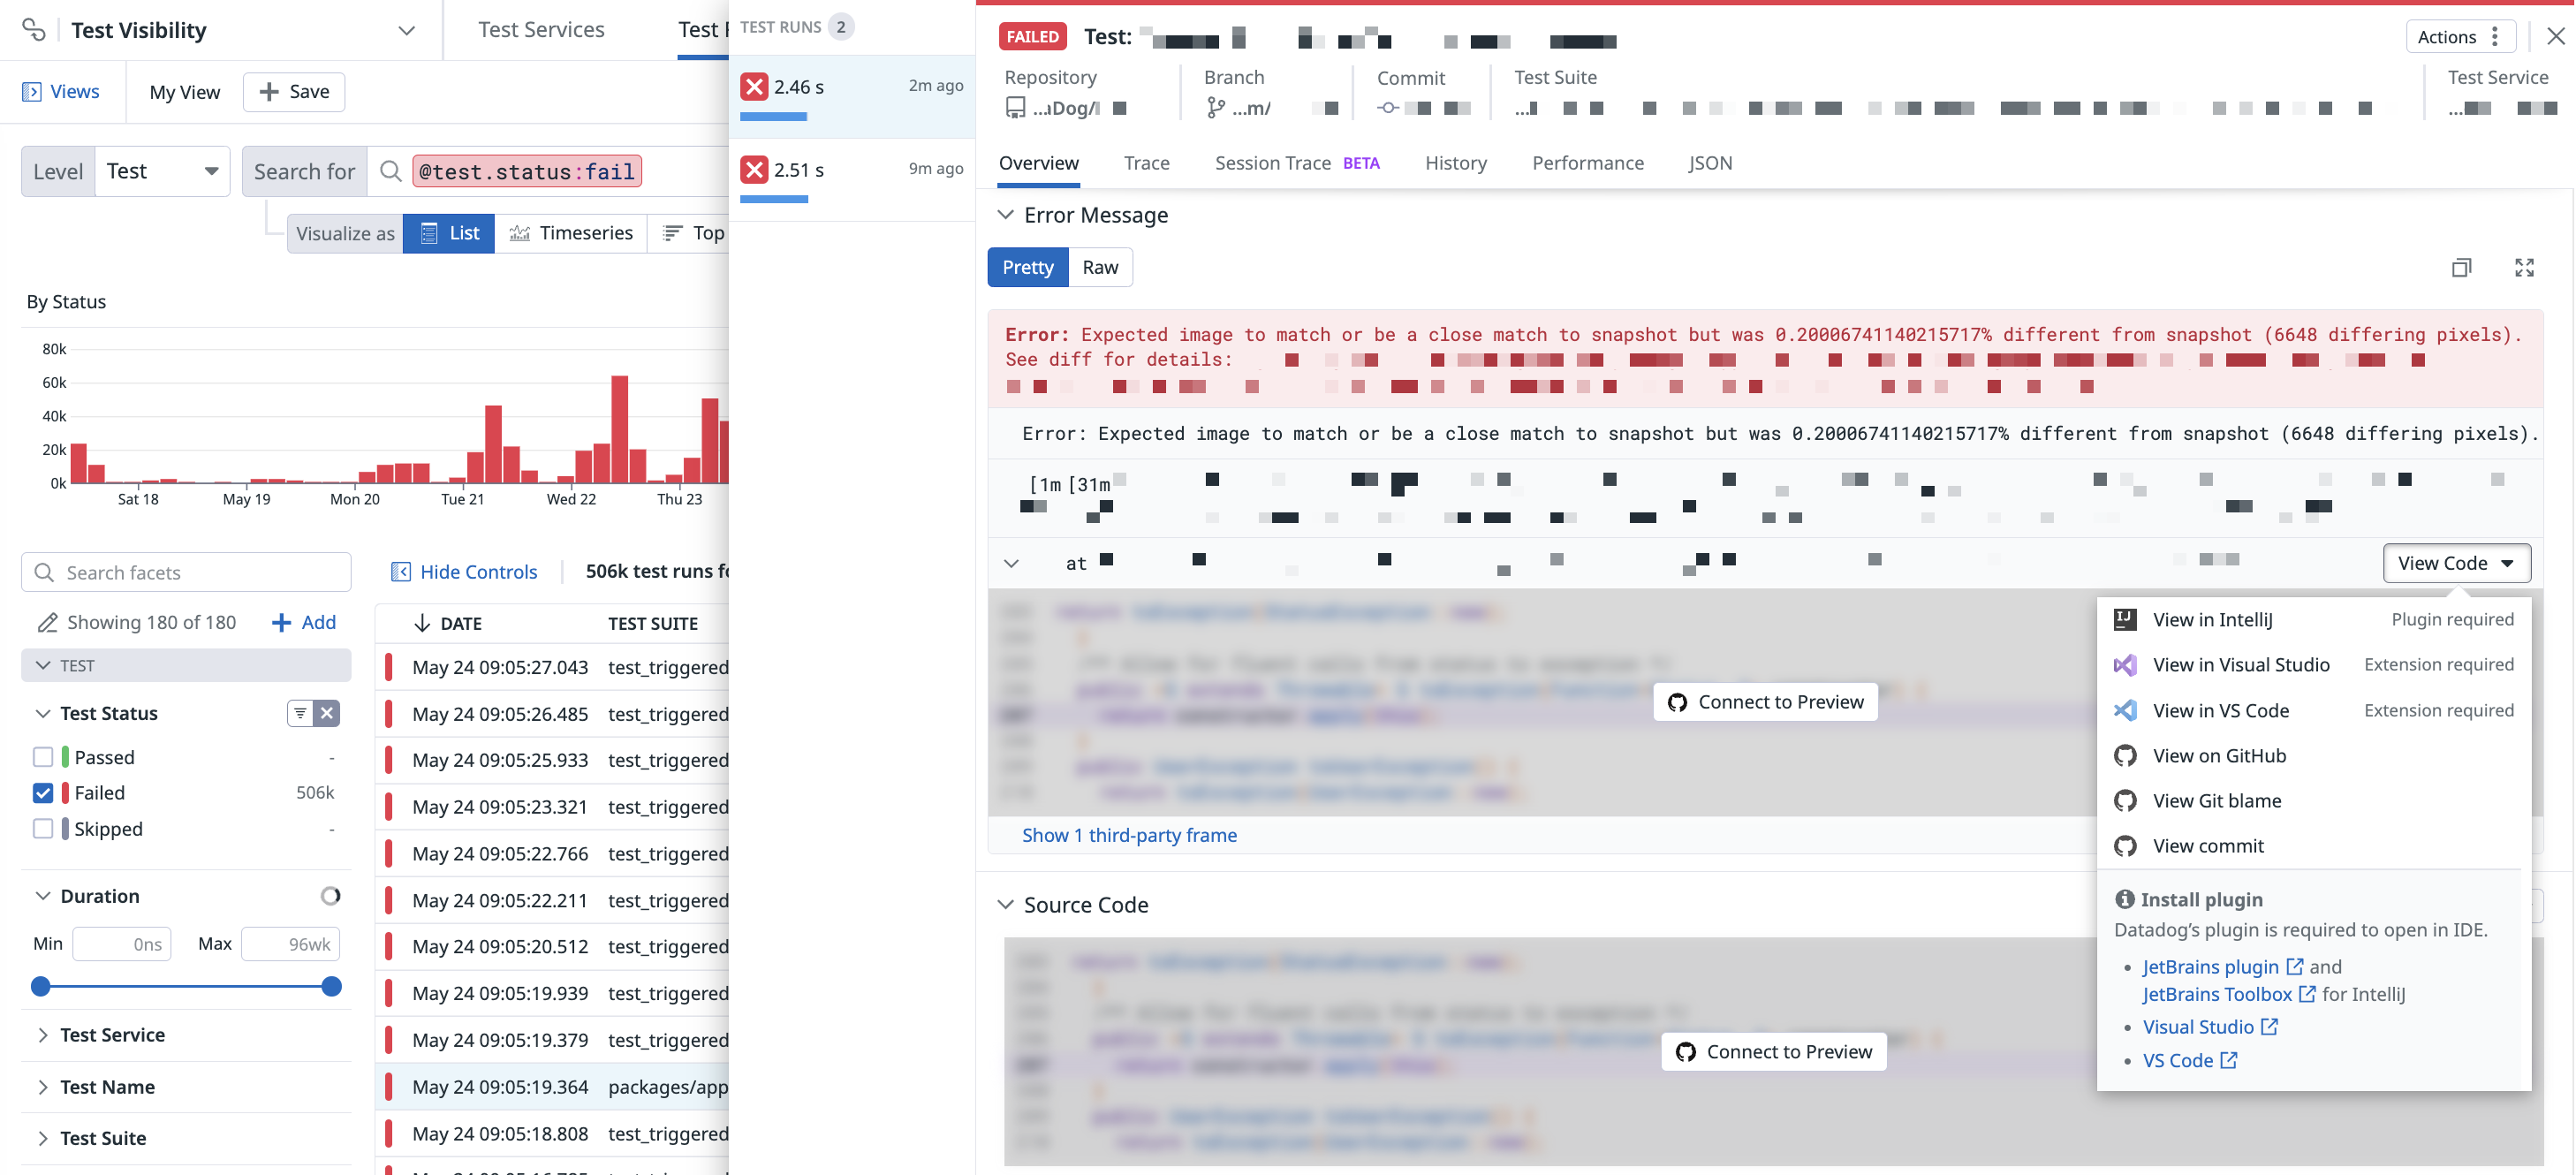 Test Visibility
Test Services
Test
Views
My View
Save
Level
Test
Search for
@test.status:fail
Visualize as
List
Timeseries
Top
By Status
80k
60k
40k
20k
0k
Sat 18
May 19
Mon 20
Tue 21
Wed 22
Thu 23
Search facets
Showing 180 of 180
Add
TEST
Test Status
Passed
-
Failed
506k
Skipped
-
Duration
Min
0ns
Max
96wk
Test Service
Test Name
Test Suite
Hide Controls
506k test runs
DATE
TEST SUITE
May 24 09:05:27.043 test_triggered
May 24 09:05:26.485 test_triggered
May 24 09:05:25.933 test_triggered
May 24 09:05:23.321 test_triggered
May 24 09:05:22.766 test_triggered
May 24 09:05:22.211 test_triggered
May 24 09:05:20.512 test_triggered
May 24 09:05:19.939 test_triggered
May 24 09:05:19.379 test_triggered
May 24 09:05:19.364 packages/app
May 24 09:05:18.808 test_triggered
TEST RUNS 2
2.46 s
2m ago
2.51 s
9m ago
FAILED
Test:
Actions
Repository
...aDog/
Branch
...m/
Commit
Test Suite
...
Test Service
...
Overview
Trace
Session Trace BETA
History
Performance
JSON
Error Message
Pretty
Raw
Error: Expected image to match or be a close match to snapshot but was 0.20006741140215717% different from snapshot (6648 differing pixels).
See diff for details:
Error: Expected image to match or be a close match to snapshot but was 0.20006741140215717% different from snapshot (6648 differing pixels).
[1m [31m
at
View Code
Connect to Preview
Show 1 third-party frame
Source Code
Connect to Preview
View in IntelliJ
Plugin required
View in Visual Studio
Extension required
View in VS Code
Extension required
View on GitHub
View Git blame
View commit
Install plugin
Datadog's plugin is required to open in IDE.
• JetBrains plugin and
JetBrains Toolbox for IntelliJ
• Visual Studio
• VS Code